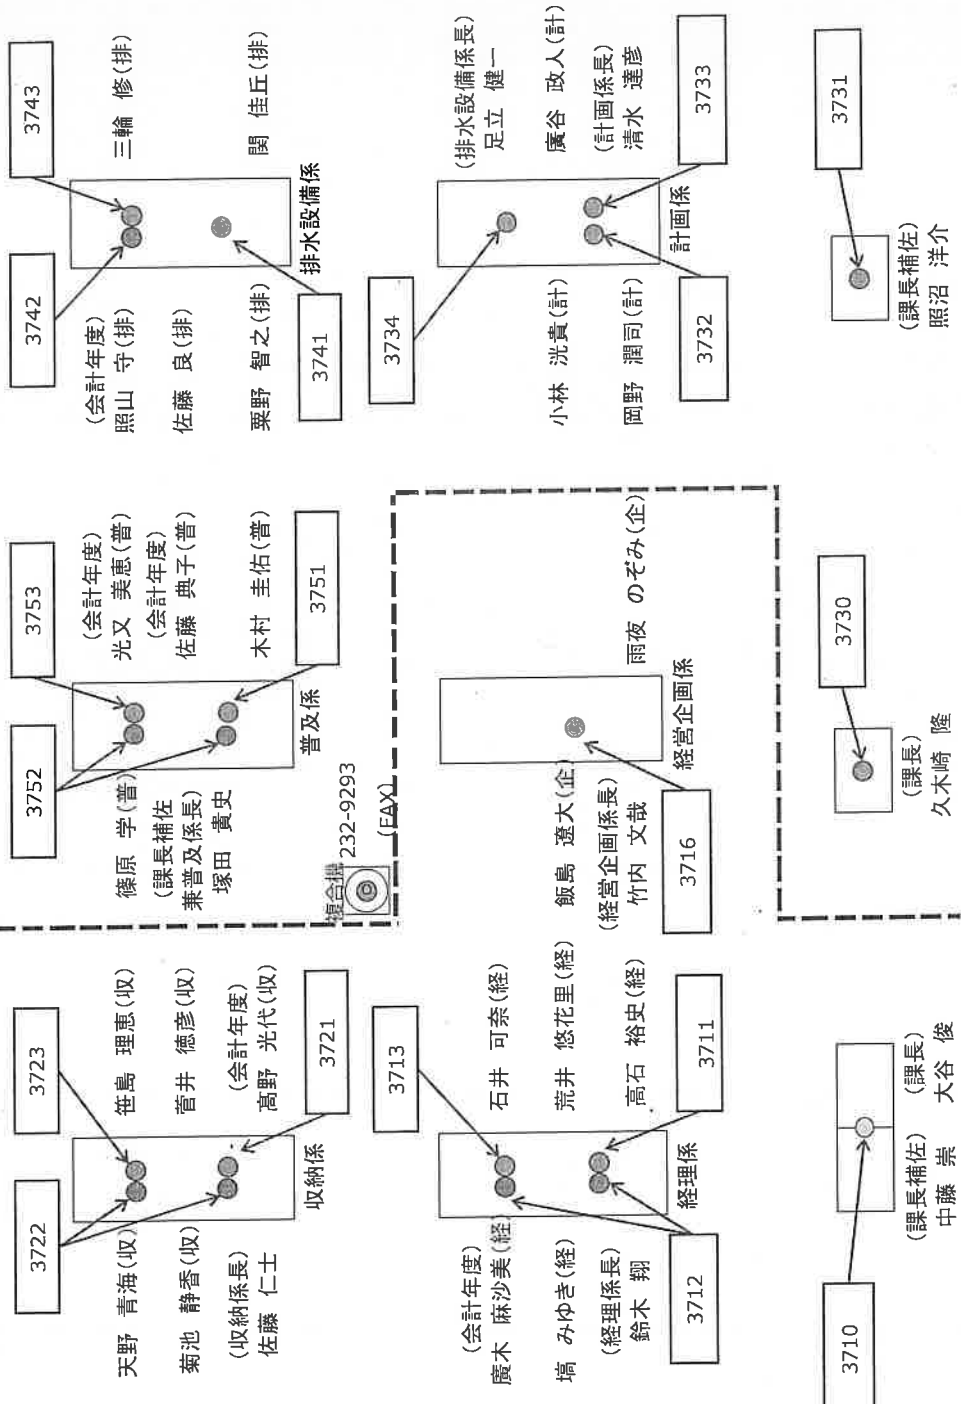 3722
3723
天野 青海(収)
笹島 理恵(収)
菊池 静香(収)
菅井 徳彦(収)
(収納係長)
佐藤 仁士
(会計年度)
髙野 光代(収)
収納係
3721
3752
3753
篠原 学(普)
(会計年度)
光又 美恵(普)
(課長補佐
兼普及係長)
塚田 貴史
(会計年度)
佐藤 典子(普)
木村 圭佑(普)
普及係
3751
複合機
232-9293
(FAX)
3742
3743
(会計年度)
照山 守(排)
三輪 修(排)
佐藤 良(排)
粟野 智之(排)
関 佳丘(排)
排水設備係
3741
3713
(会計年度)
廣木 麻沙美(経)
石井 可奈(経)
塙 みゆき(経)
荒井 悠花里(経)
(経理係長)
鈴木 翔
高石 裕史(経)
経理係
3712
3711
飯島 遼大(企)
(経営企画係長)
竹内 文哉
雨夜 のぞみ(企)
経営企画係
3716
3734
(排水設備係長)
足立 健一
小林 洸貴(計)
廣谷 政人(計)
岡野 潤司(計)
(計画係長)
清水 達彦
計画係
3732
3733
3710
(課長補佐)
中藤 崇
(課長)
大谷 俊
3730
(課長)
久木崎 隆
3731
(課長補佐)
照沼 洋介